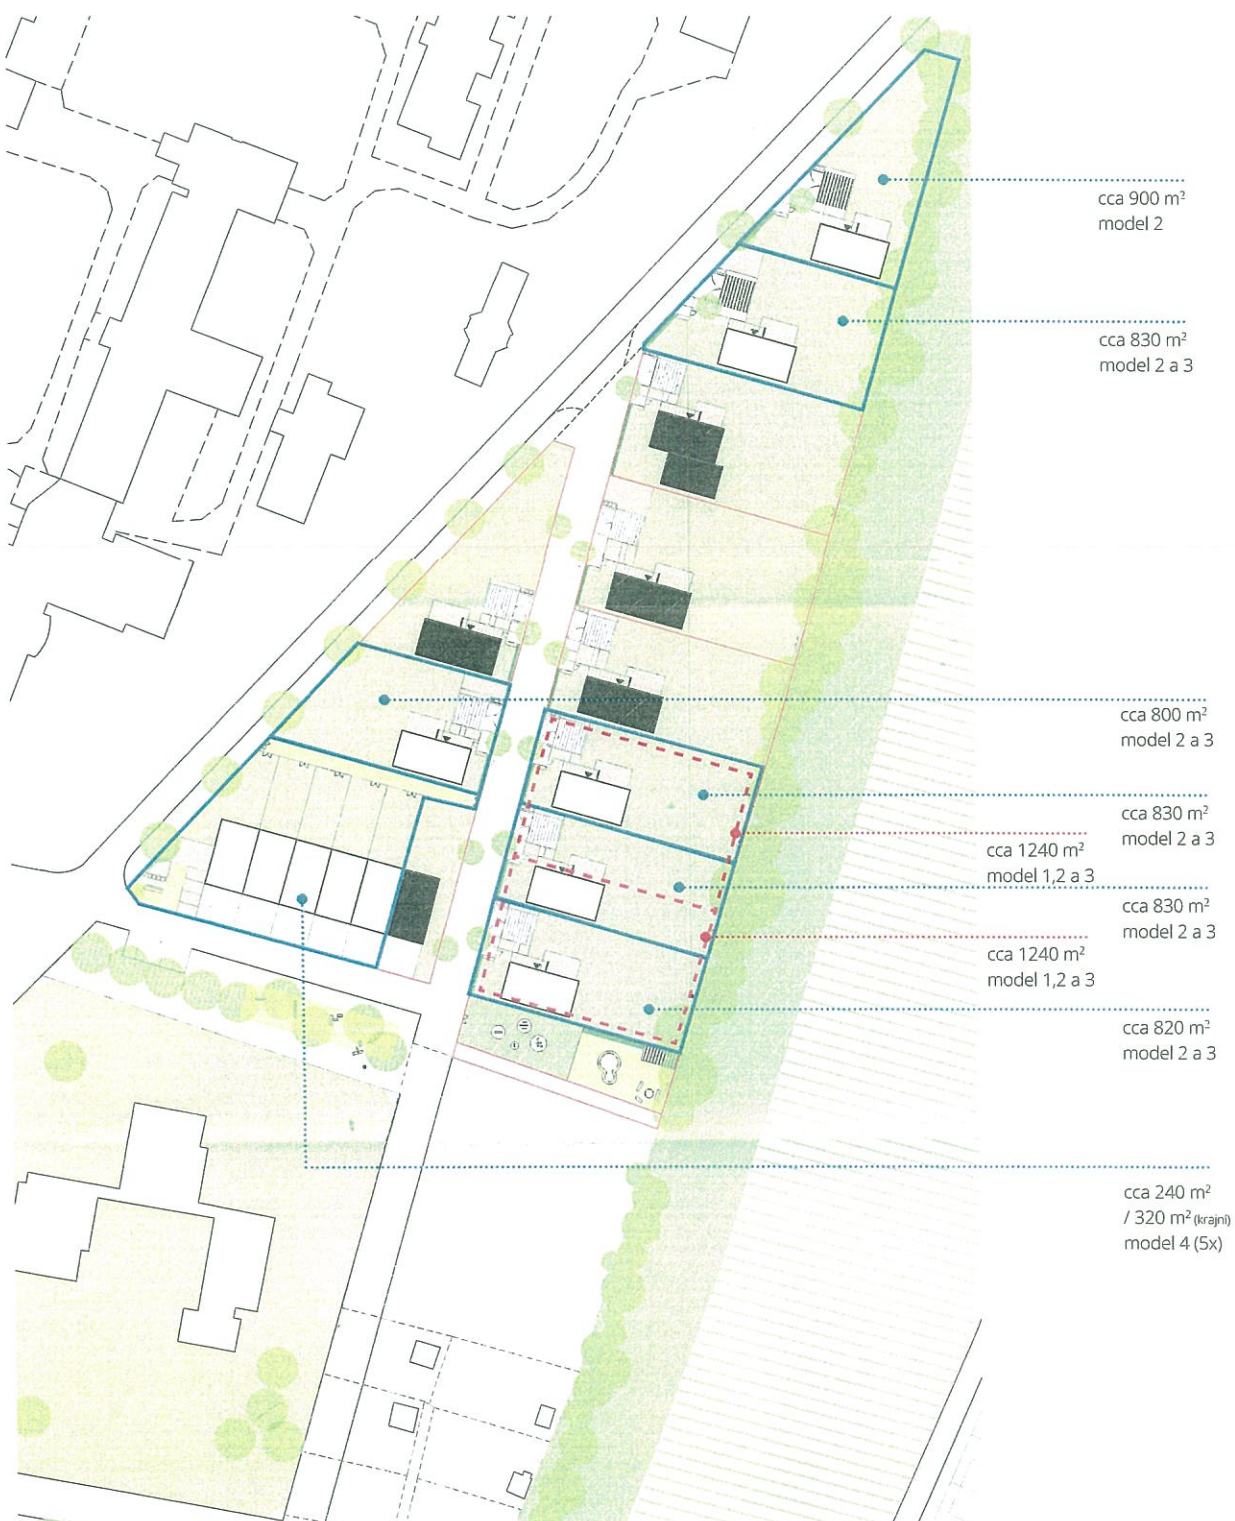 cca 900 m²
model 2
cca 830 m²
model 2 a 3
cca 800 m²
model 2 a 3
cca 830 m²
model 2 a 3
cca 1240 m²
model 1,2 a 3
cca 830 m²
model 2 a 3
cca 1240 m²
model 1,2 a 3
cca 820 m²
model 2 a 3
cca 240 m²
/ 320 m² (krajní)
model 4 (5x)